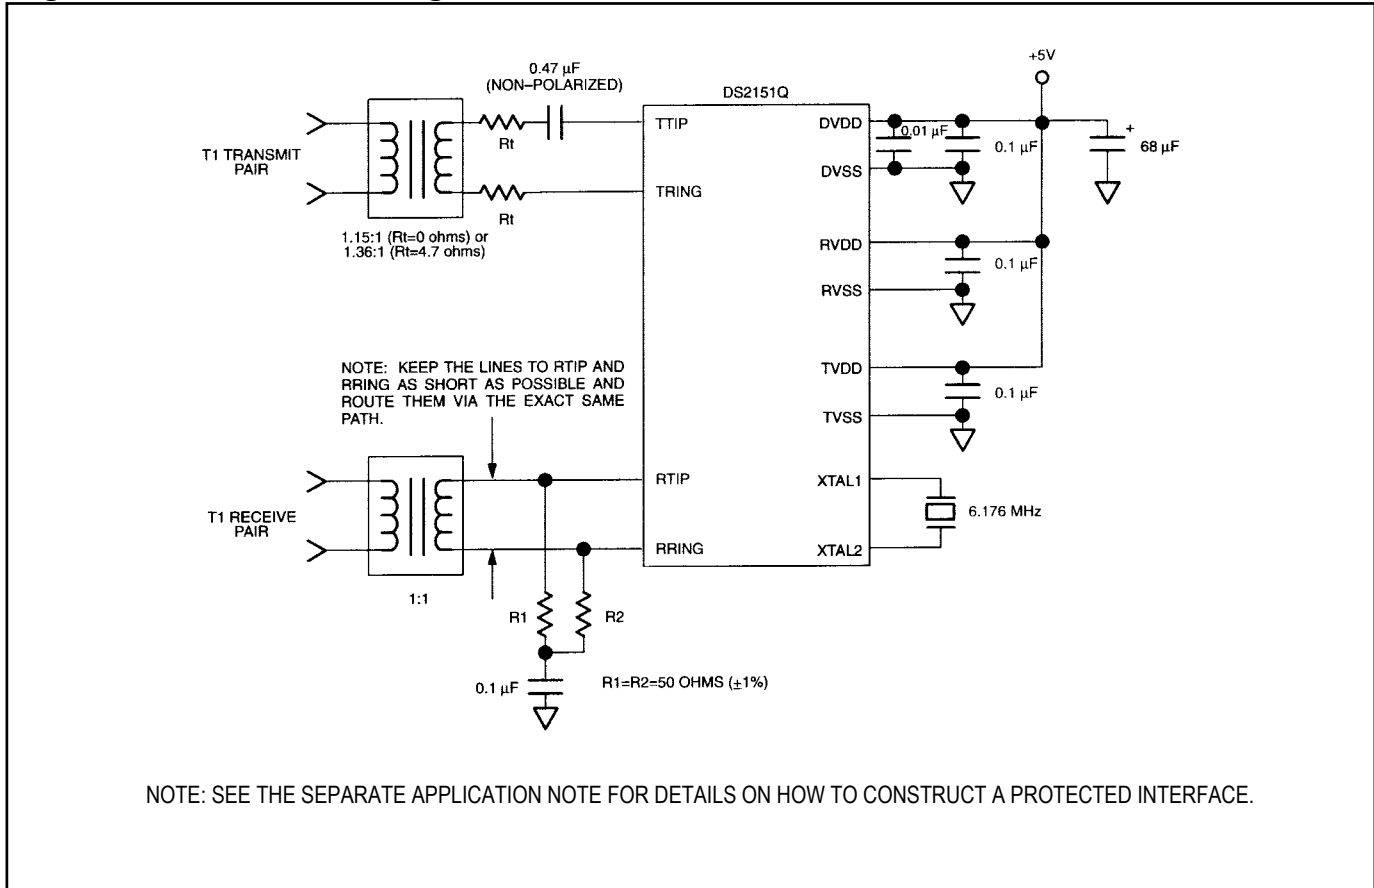 +5V
0.47 μF
(NON–POLARIZED)
DS2151Q
TTIP
DVDD
0.01 μF
0.1 μF
+
68 μF
Rt
T1 TRANSMIT
PAIR
DVSS
TRING
Rt
1.15:1 (Rt=0 ohms) or
1.36:1 (Rt=4.7 ohms)
RVDD
0.1 μF
RVSS
NOTE: KEEP THE LINES TO RTIP AND
RRING AS SHORT AS POSSIBLE AND
ROUTE THEM VIA THE EXACT SAME
PATH.
TVDD
0.1 μF
TVSS
RTIP
XTAL1
T1 RECEIVE
PAIR
6.176 MHz
RRING
XTAL2
1:1
R1
R2
0.1 μF
R1=R2=50 OHMS (±1%)
NOTE: SEE THE SEPARATE APPLICATION NOTE FOR DETAILS ON HOW TO CONSTRUCT A PROTECTED INTERFACE.